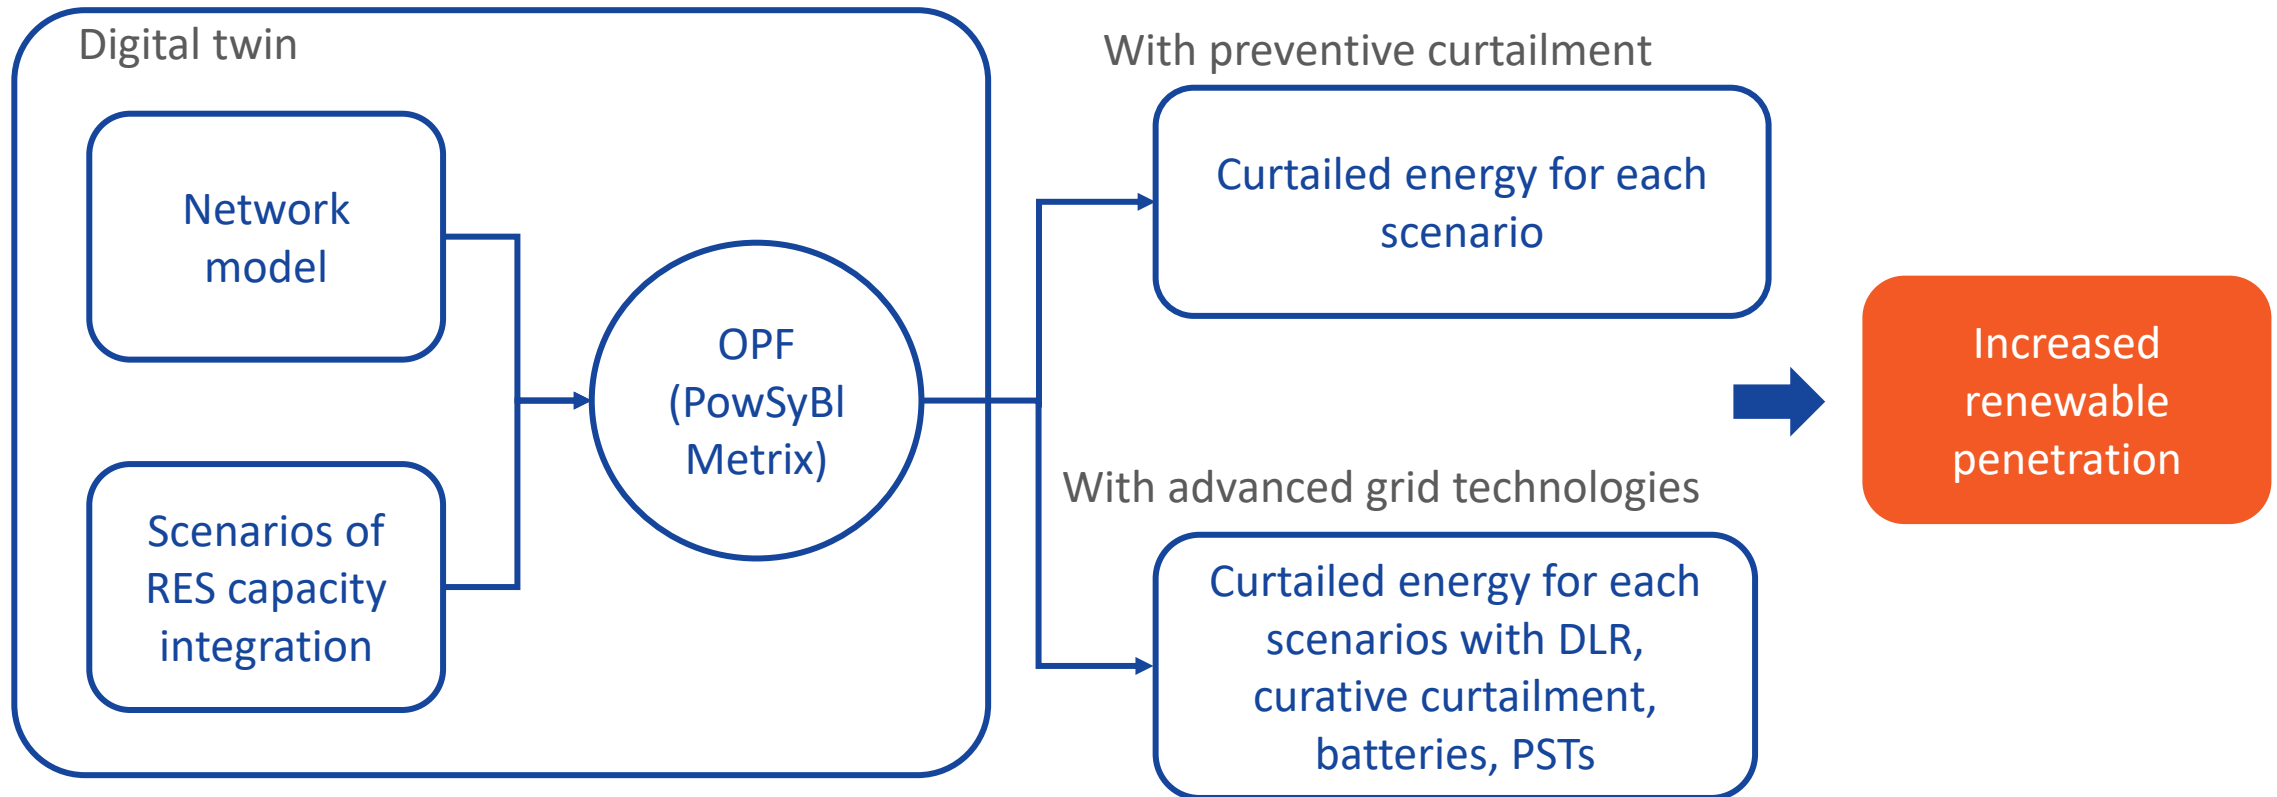 Digital twin
Network
model
Scenarios of
RES capacity
integration
OPF
(PowSyBl
Metrix)
With preventive curtailment
Curtailed energy for each
scenario
With advanced grid technologies
Curtailed energy for each
scenarios with DLR,
curative curtailment,
batteries, PSTs
Increased
renewable
penetration